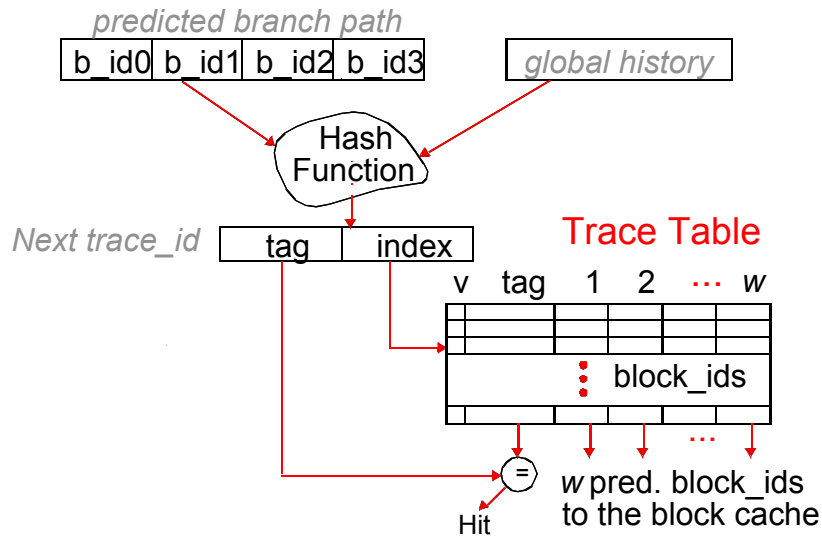 predicted branch path
b_id0 b_id1 b_id2 b_id3
global history
Hash
Function
Next trace_id
tag index
Trace Table
v tag 1 2 ... w
block_ids
...
=
Hit
w pred. block_ids
to the block cache